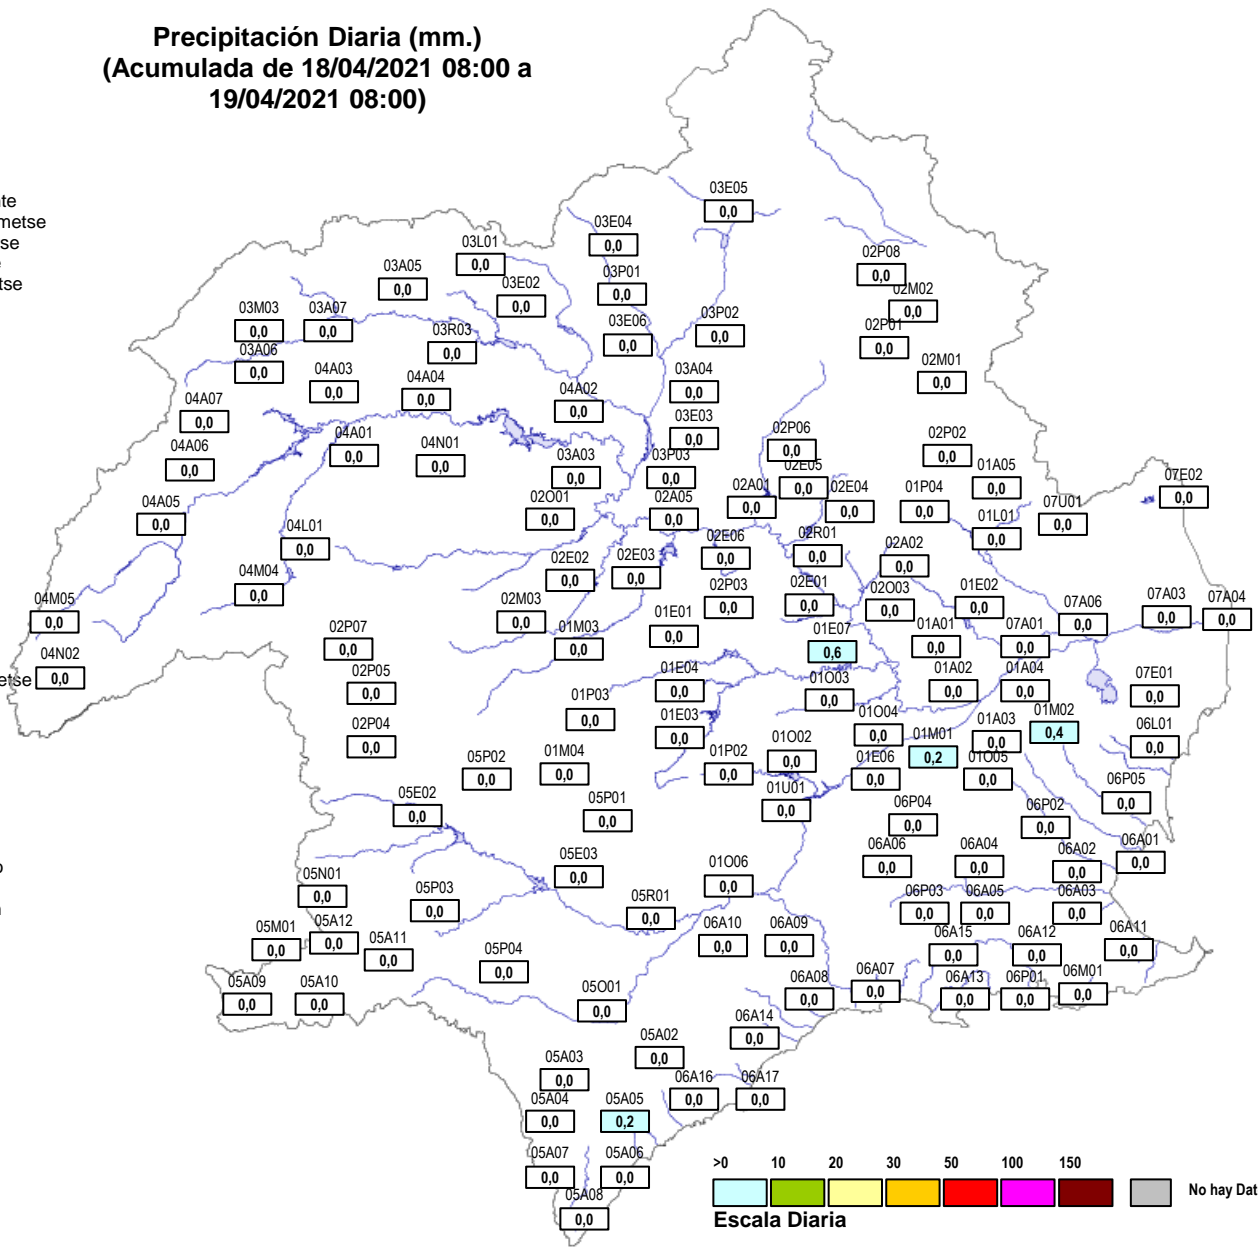 Precipitación Diaria (mm.)
(Acumulada de 18/04/2021 08:00 a
19/04/2021 08:00)
te
metse
se
e
tse
etse
o
n
03E05
0,0
03E04
0,0
03L01
0,0
02P08
0,0
03A05
0,0
03P01
0,0
03E02
0,0
02M02
0,0
03M03
0,0
03A07
0,0
03P02
0,0
03E06
0,0
03R03
0,0
02P01
0,0
03A06
0,0
02M01
0,0
04A03
0,0
04A04
0,0
03A04
0,0
04A02
0,0
04A07
0,0
03E03
0,0
04A01
0,0
04N01
0,0
02P06
0,0
02P02
0,0
04A06
0,0
03A03
0,0
03P03
0,0
02E05
0,0
01A05
0,0
07E02
0,0
04A05
0,0
02O01
0,0
02A05
0,0
02A01
0,0
02E04
0,0
01P04
0,0
07U01
0,0
04L01
0,0
01L01
0,0
02R01
0,0
02E06
0,0
02A02
0,0
02E02
0,0
02E03
0,0
04M04
0,0
02P03
0,0
02E01
0,0
02O03
0,0
01E02
0,0
07A03
0,0
07A04
0,0
04M05
0,0
02M03
0,0
01E01
0,0
07A06
0,0
01M03
0,0
01E07
0,6
01A01
0,0
07A01
0,0
02P07
0,0
04N02
0,0
02P05
0,0
01E04
0,0
01O03
0,0
01A02
0,0
01A04
0,0
07E01
0,0
01P03
0,0
01E03
0,0
01O04
0,0
01M01
0,2
01A03
0,0
01M02
0,4
06L01
0,0
02P04
0,0
05P02
0,0
01M04
0,0
01P02
0,0
01O02
0,0
01E06
0,0
01O05
0,0
06P05
0,0
05E02
0,0
05P01
0,0
01U01
0,0
06P04
0,0
06P02
0,0
05E03
0,0
01O06
0,0
06A06
0,0
06A04
0,0
06A02
0,0
06A01
0,0
05N01
0,0
05P03
0,0
05R01
0,0
06P03
0,0
06A05
0,0
06A03
0,0
05M01
0,0
05A12
0,0
05A11
0,0
05P04
0,0
06A10
0,0
06A09
0,0
06A15
0,0
06A12
0,0
06A11
0,0
05A09
0,0
05A10
0,0
05O01
0,0
06A08
0,0
06A07
0,0
06A13
0,0
06P01
0,0
06M01
0,0
06A14
0,0
05A02
0,0
05A03
0,0
06A16
0,0
06A17
0,0
05A04
0,0
05A05
0,2
05A07
0,0
05A06
0,0
05A08
0,0
>0 10 20 30 50 100 150
No hay Dat
Escala Diaria